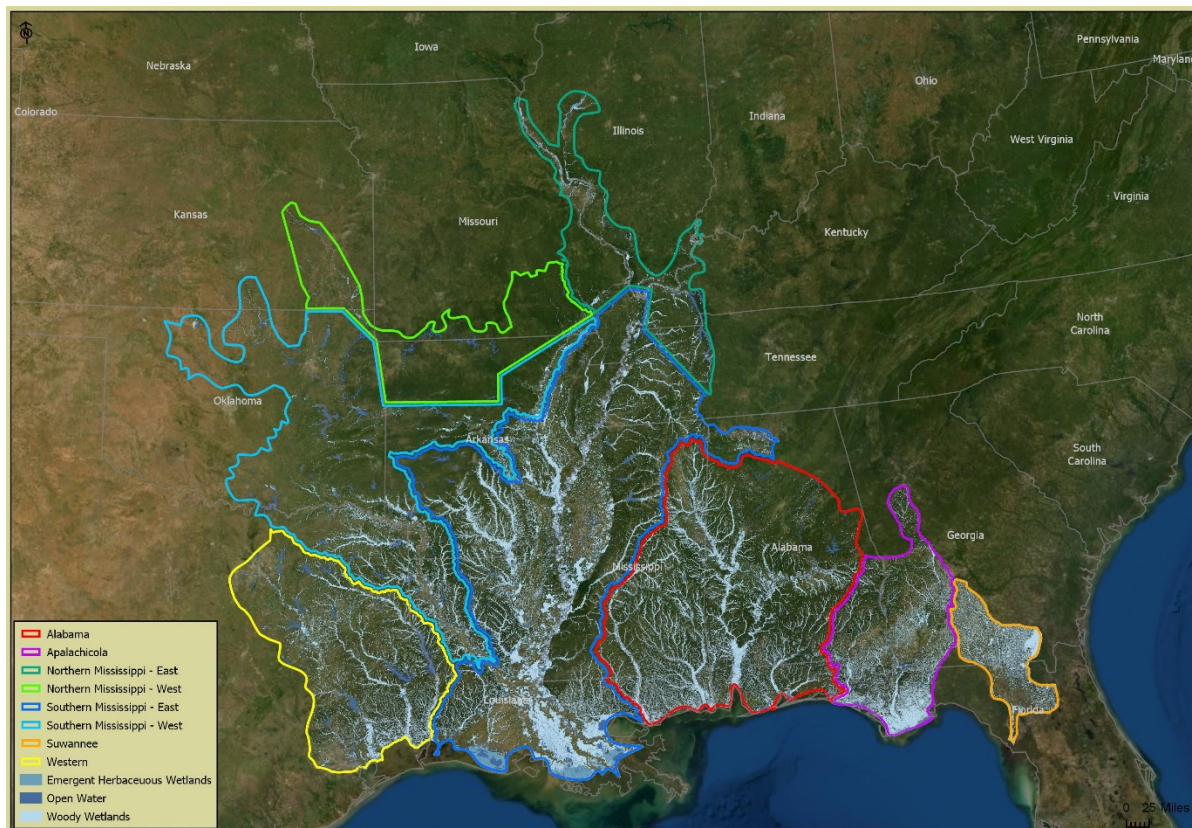 N
Iowa
Pennsylvania
Nebraska
Ohio
Maryland
Colorado
Illinois
Indiana
West Virginia
Virginia
Kansas
Missouri
Kentucky
North
Carolina
Tennessee
Oklahoma
Arkansas
South
Carolina
Georgia
Alabama
Mississippi
Louisiana
Florida
Alabama
Apalachicola
Northern Mississippi - East
Northern Mississippi - West
Southern Mississippi - East
Southern Mississippi - West
Suwannee
Western
Emergent Herbaceuous Wetlands
Open Water
Woody Wetlands
0 25 Miles